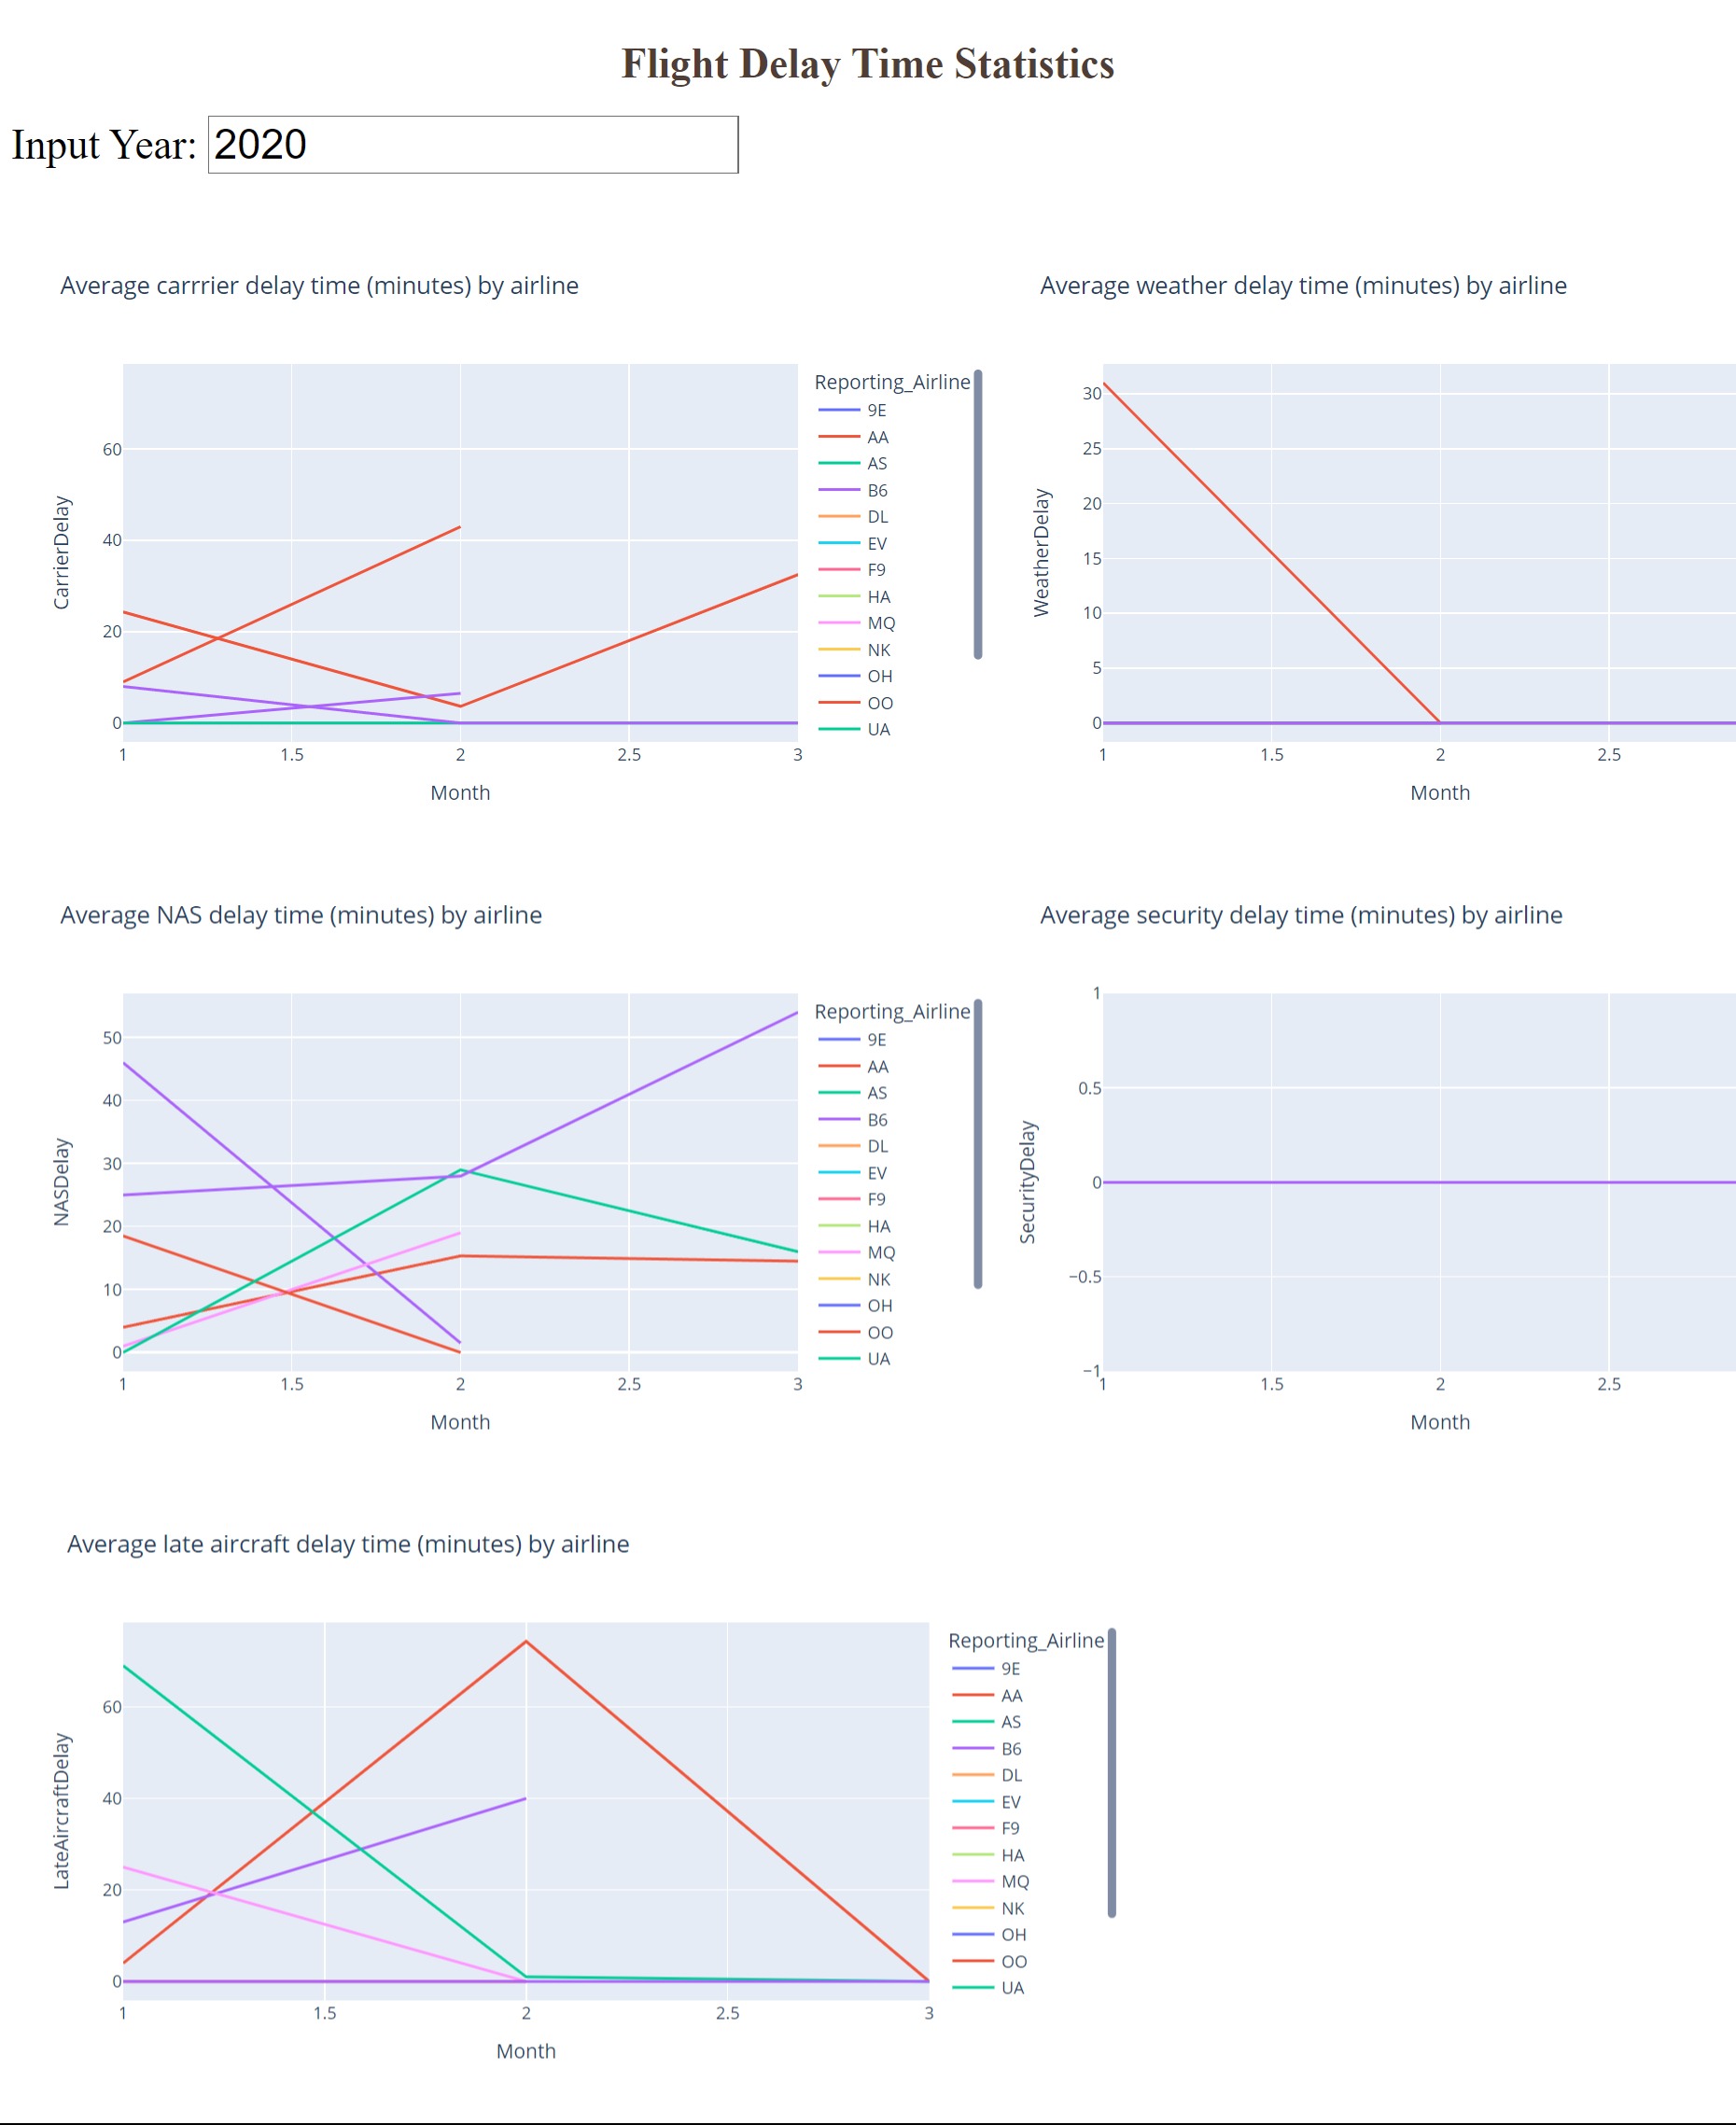 Flight Delay Time Statistics
Input Year: 2020
Average carrrier delay time (minutes) by airline
CarrierDelay
60
40
20
0
1 1.5 2 2.5 3
Month
Reporting_Airline
9E
AA
AS
B6
DL
EV
F9
HA
MQ
NK
OH
OO
UA
Average weather delay time (minutes) by airline
WeatherDelay
30
25
20
15
10
5
0
1 1.5 2 2.5
Month
Average NAS delay time (minutes) by airline
NASDelay
50
40
30
20
10
0
1 1.5 2 2.5 3
Month
Reporting_Airline
9E
AA
AS
B6
DL
EV
F9
HA
MQ
NK
OH
OO
UA
Average security delay time (minutes) by airline
SecurityDelay
1
0.5
0
−0.5
−1
1 1.5 2 2.5
Month
Average late aircraft delay time (minutes) by airline
LateAircraftDelay
60
40
20
0
1 1.5 2 2.5 3
Month
Reporting_Airline
9E
AA
AS
B6
DL
EV
F9
HA
MQ
NK
OH
OO
UA